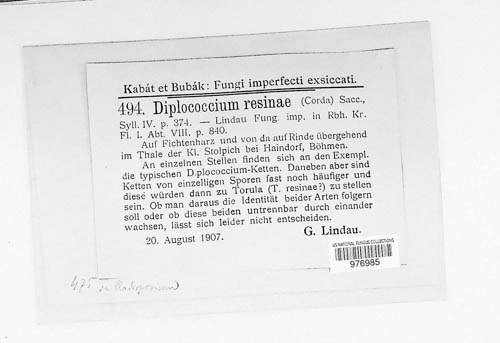 Kabát et Bubák: Fungi imperfecti exsiccati.
494. Diplococcium resinae (Corda) Sacc.,
Syll. IV. p. 374. — Lindau Fung. imp. in Rbh. Kr.
Fl. I. Abt. VIII. p. 840.
Auf Fichtenharz und von da auf Rinde übergehend
im Thale der Kl. Stolpich bei Haindorf, Böhmen.
An einzelnen Stellen finden sich an den Exempl.
die typischen D.plococcium-Ketten. Daneben aber sind
Ketten von einzelligen Sporen fast noch häufiger und
diese würden dann zu Torula (T. resinae?) zu stellen
sein. Ob man daraus die Identität beider Arten folgern
soll oder ob diese beiden untrennbar durch einander
wachsen, lässt sich leider nicht entscheiden.
20. August 1907. G. Lindau.
US NATIONAL FUNGUS COLLECTIONS
976985
475 Cladosporium